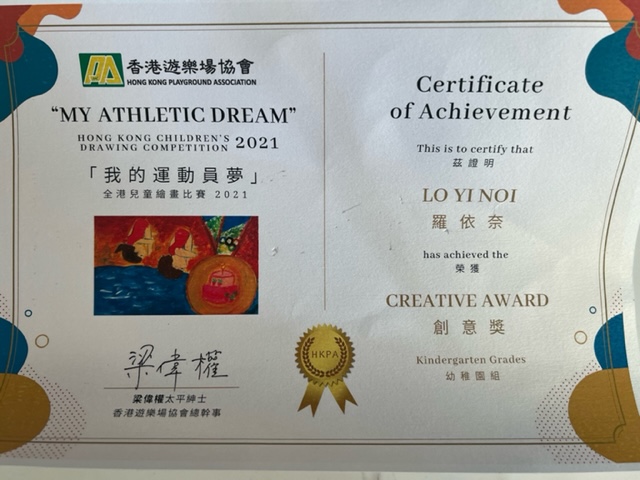 香港遊樂場協會
HONG KONG PLAYGROUND ASSOCIATION
“MY ATHLETIC DREAM”
HONG KONG CHILDREN'S
DRAWING COMPETITION 2021
「我的運動員夢」
全港兒童繪畫比賽 2021
梁偉權
梁偉權太平紳士
香港遊樂場協會總幹事
Certificate
of Achievement
This is to certify that
茲證明
LO YI NOI
羅依奈
has achieved the
榮獲
CREATIVE AWARD
創意獎
Kindergarten Grades
幼稚園組
HKPA